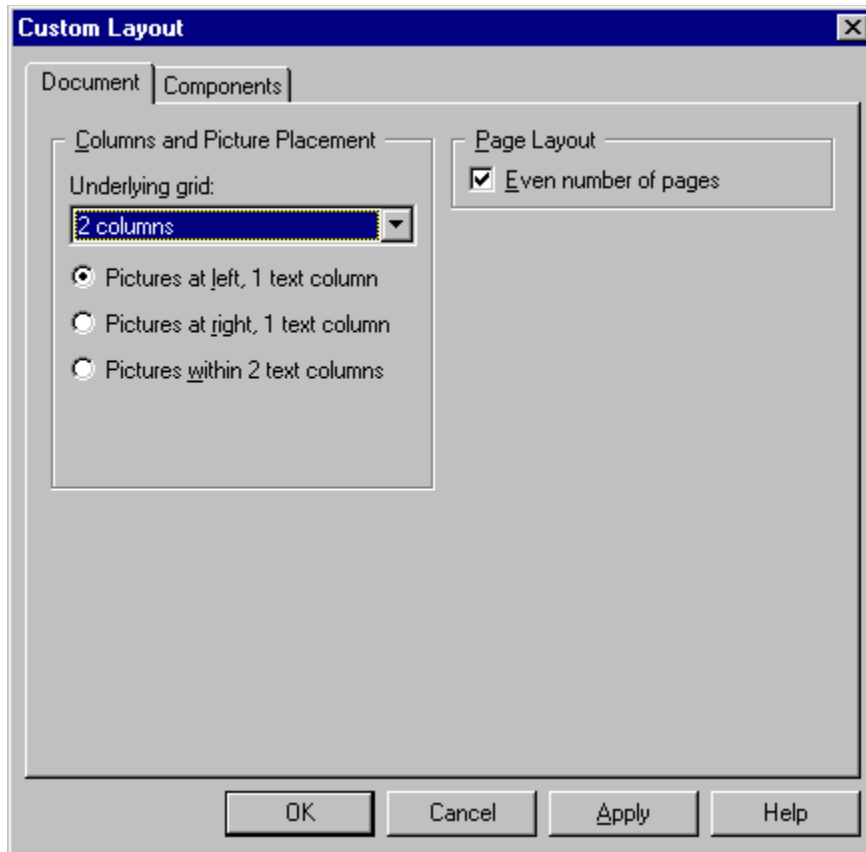 Custom Layout
Document
Components
Columns and Picture Placement
Underlying grid:
2 columns
Pictures at left, 1 text column
Pictures at right, 1 text column
Pictures within 2 text columns
Page Layout
Even number of pages
OK
Cancel
Apply
Help